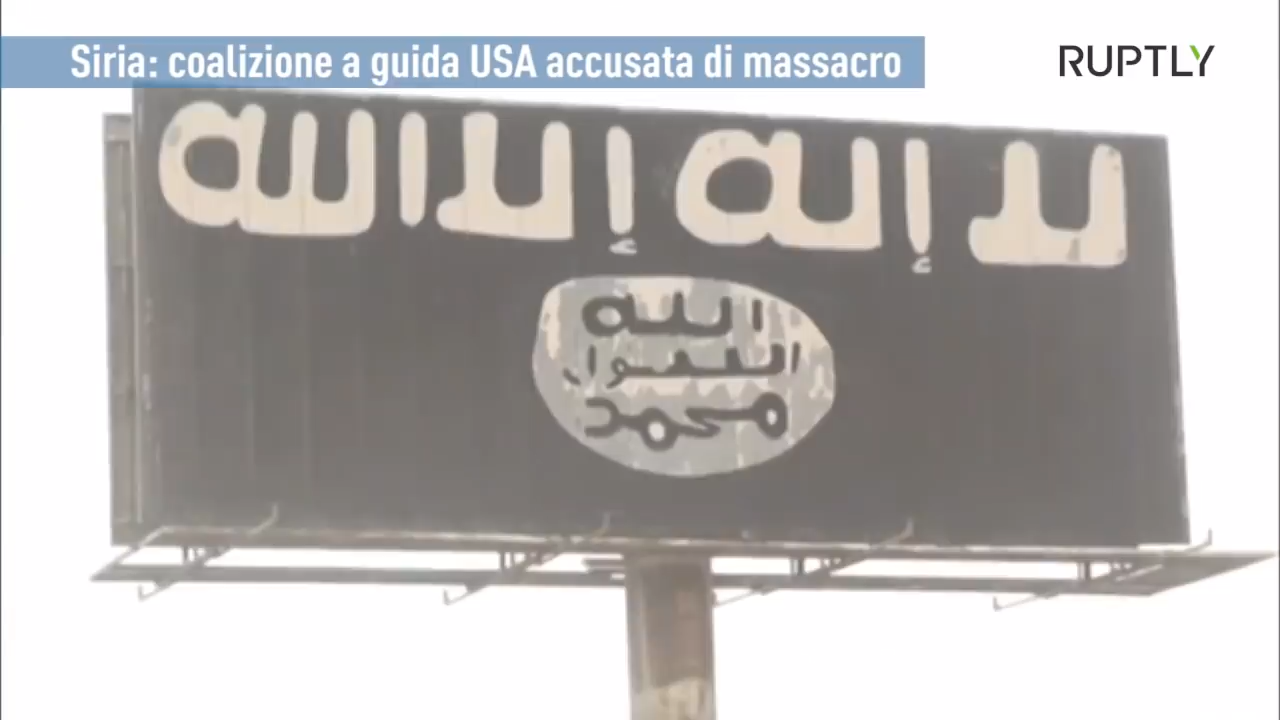 Siria: coalizione a guida USA accusata di massacro
RUPTLY
لا إله إلا الله
الله
رسول
محمد